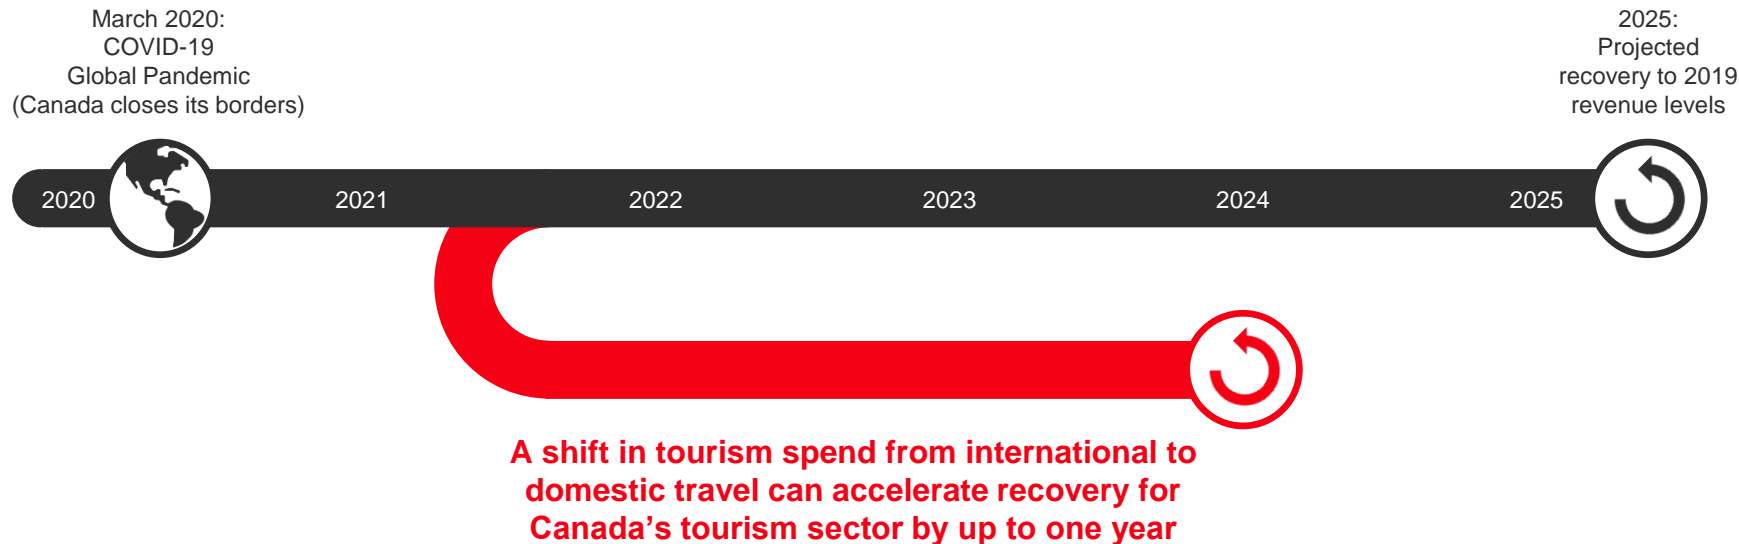 March 2020:
COVID-19
Global Pandemic
(Canada closes its borders)
2025:
Projected
recovery to 2019
revenue levels
2020
2021
2022
2023
2024
2025
A shift in tourism spend from international to
domestic travel can accelerate recovery for
Canada’s tourism sector by up to one year